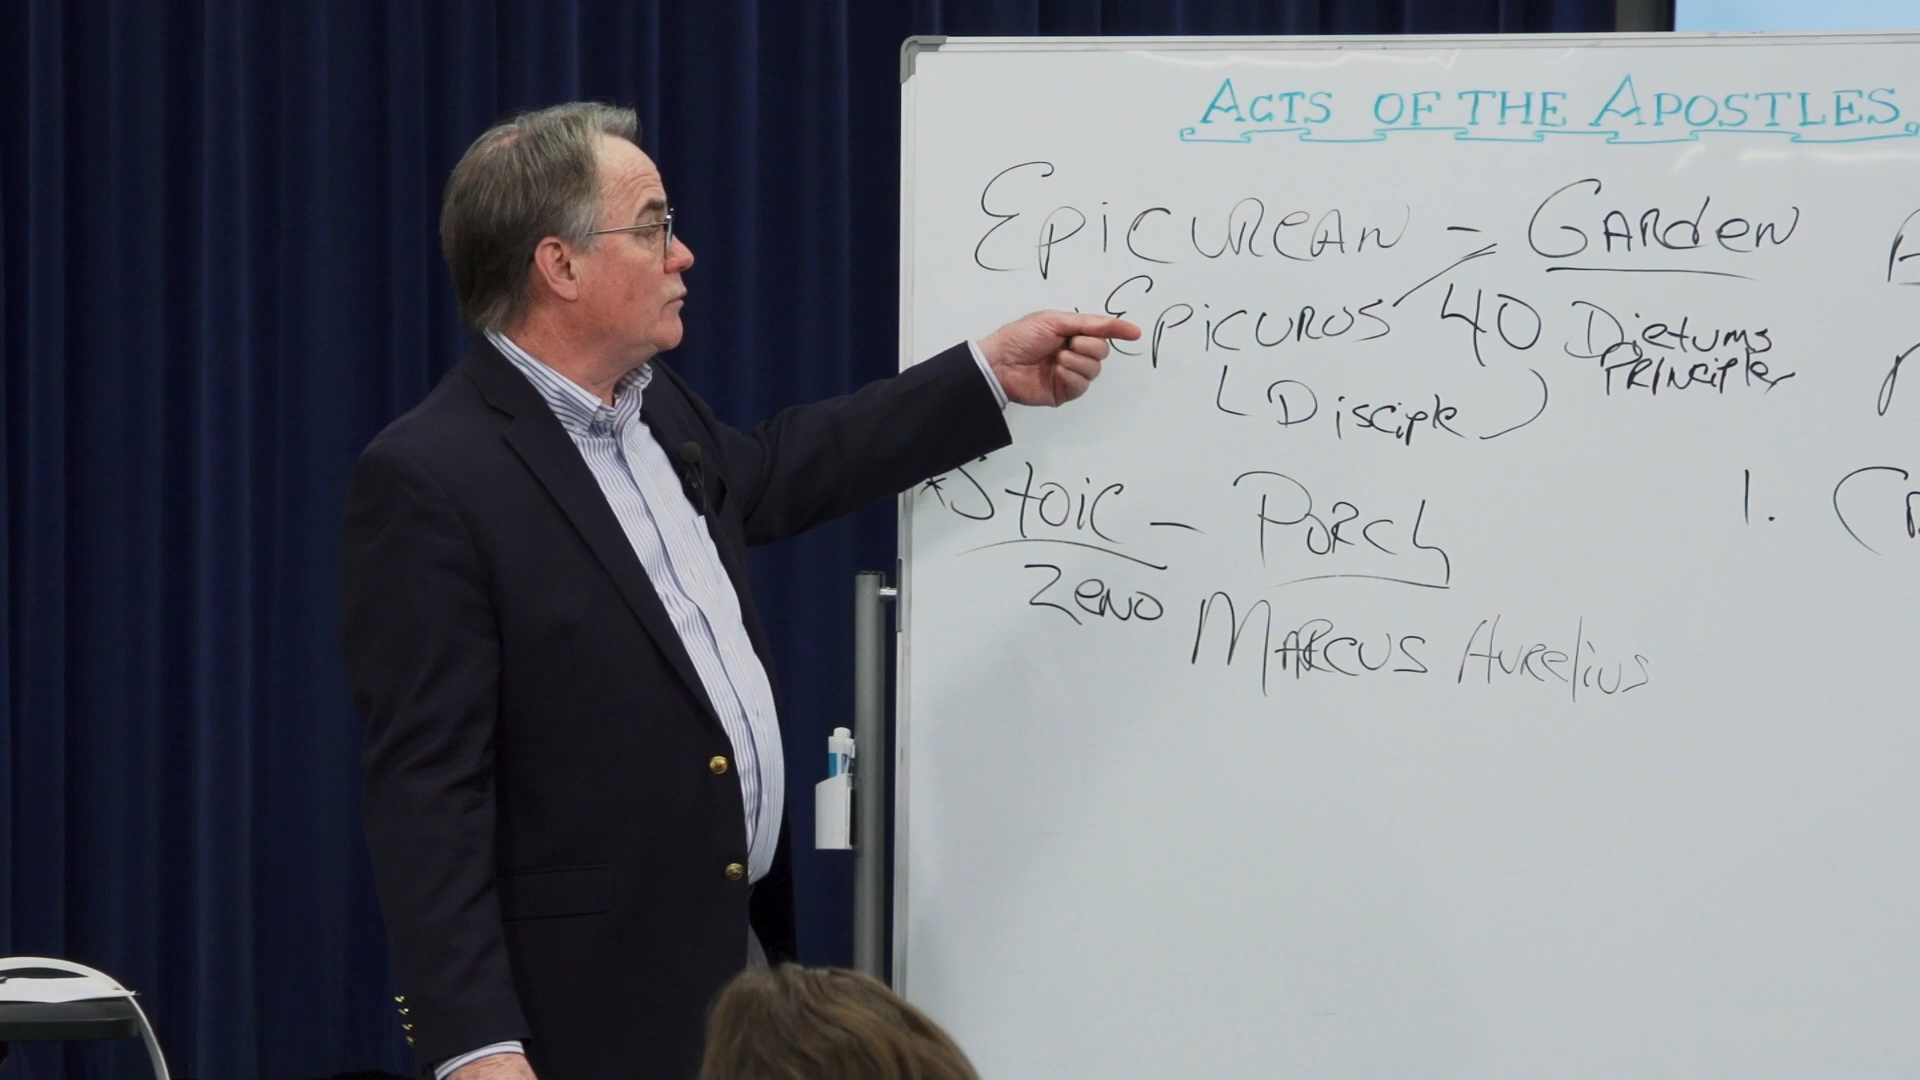 ACTS OF THE APOSTLES
EPICUREAN - GARDEN
EPICUROS 40 Dictums
PRINCIPLES
(Disciple)
*Stoic - PORCh
Zeno MARCUS AURElius
1.